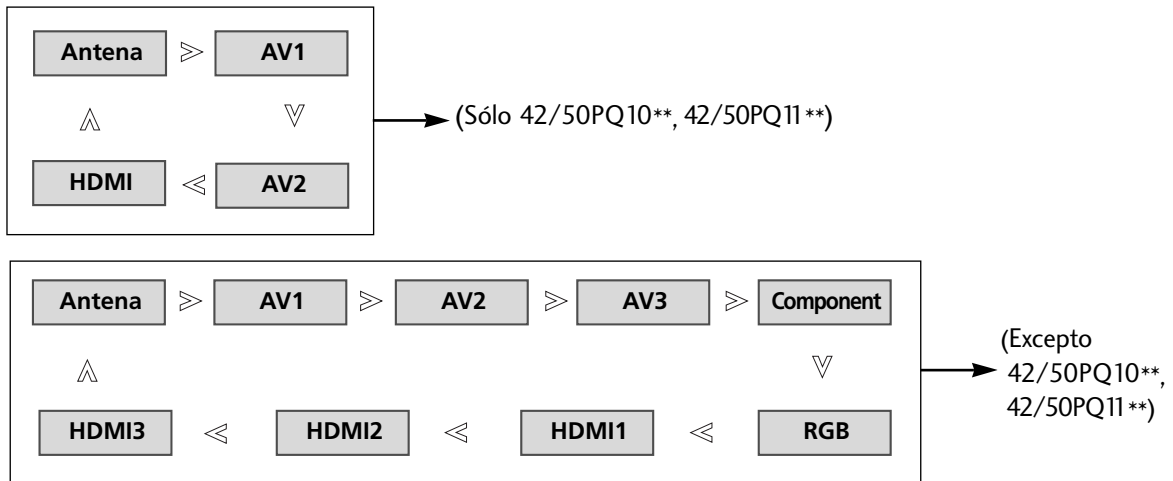 Antena AV1
(Sólo 42/50PQ10**, 42/50PQ11**)
HDMI AV2
Antena AV1 AV2 AV3 Component
(Excepto
42/50PQ10**,
42/50PQ11**)
HDMI3 HDMI2 HDMI1 RGB